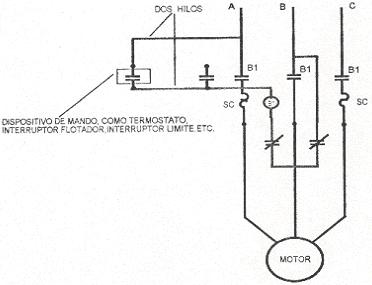 DOS HILOS
A
B
C
B1
B1
B1
SC
SC
DISPOSITIVO DE MANDO, COMO TERMOSTATO,
INTERRUPTOR FLOTADOR,INTERRUPTOR LIMITE.ETC.
MOTOR